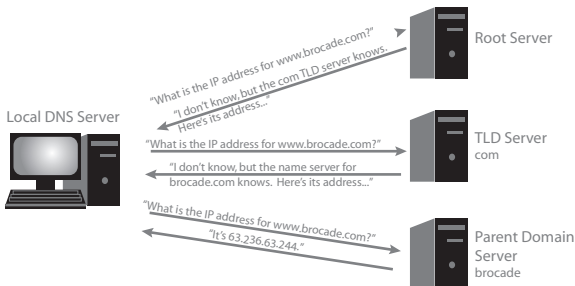 "What is the IP address for www.brocade.com?"
"I don't know, but the com TLD server knows.
Here's its address..."
Root Server
Local DNS Server
"What is the IP address for www.brocade.com?"
"I don't know, but the name server for
brocade.com knows. Here's its address..."
TLD Server
com
"What is the IP address for www.brocade.com?"
"It's 63.236.63.244."
Parent Domain
Server
brocade